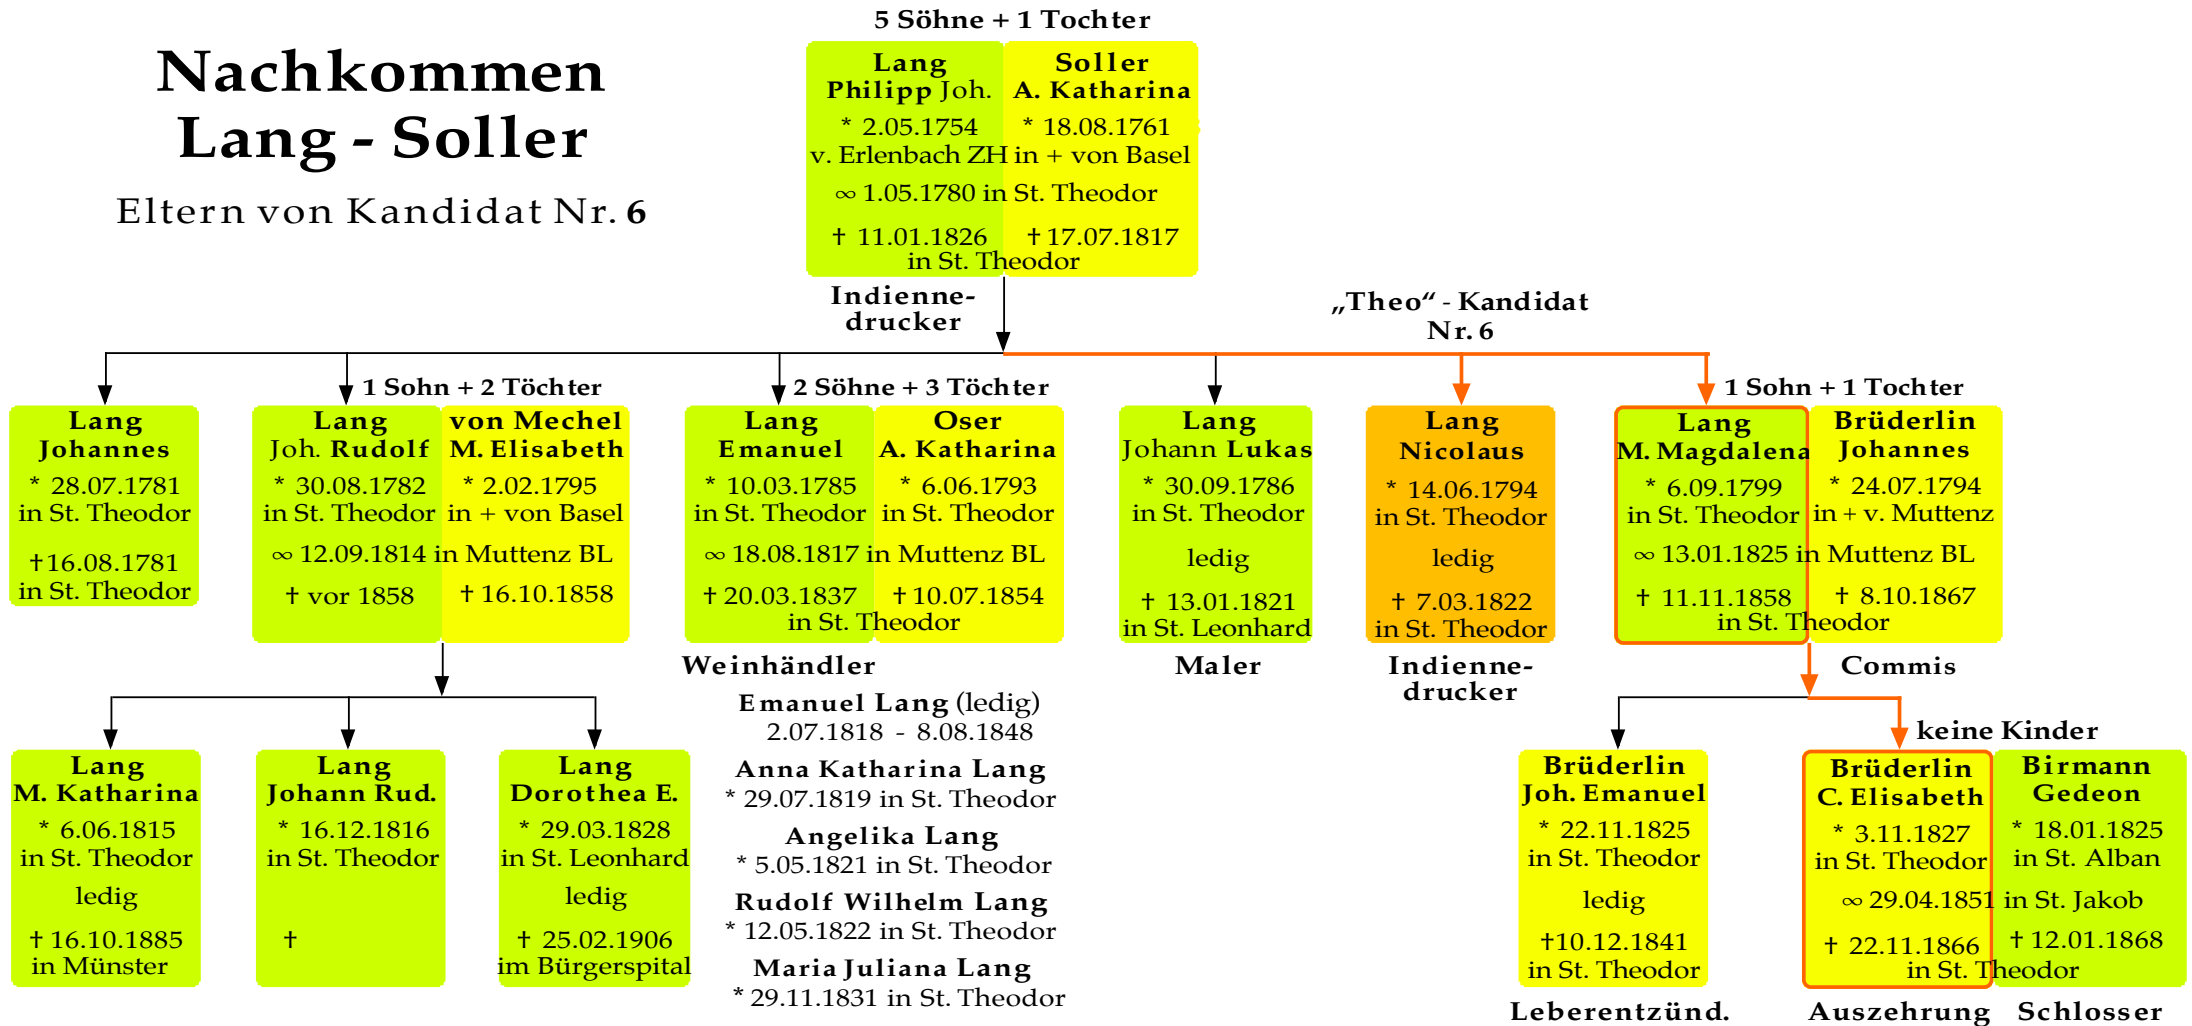 Nachkommen
Lang - Soller
Eltern von Kandidat Nr. 6
5 Söhne + 1 Tochter
Lang
Philipp Joh.
* 2.05.1754
v. Erlenbach ZH
Soller
A. Katharina
* 18.08.1761
in + von Basel
∞ 1.05.1780 in St. Theodor
† 11.01.1826
† 17.07.1817
in St. Theodor
Indienne-
drucker
„Theo“ - Kandidat
Nr. 6
Lang
Johannes
* 28.07.1781
in St. Theodor
†16.08.1781
in St. Theodor
1 Sohn + 2 Töchter
Lang
Joh. Rudolf
* 30.08.1782
in St. Theodor
von Mechel
M. Elisabeth
* 2.02.1795
in + von Basel
∞ 12.09.1814 in Muttenz BL
† vor 1858
† 16.10.1858
2 Söhne + 3 Töchter
Lang
Emanuel
* 10.03.1785
in St. Theodor
Oser
A. Katharina
* 6.06.1793
in St. Theodor
∞ 18.08.1817 in Muttenz BL
† 20.03.1837
† 10.07.1854
in St. Theodor
Weinhändler
Lang
Johann Lukas
* 30.09.1786
in St. Theodor
ledig
† 13.01.1821
in St. Leonhard
Maler
Lang
Nicolaus
* 14.06.1794
in St. Theodor
ledig
† 7.03.1822
in St. Theodor
Indienne-
drucker
1 Sohn + 1 Tochter
Lang
M. Magdalena
* 6.09.1799
in St. Theodor
Brüderlin
Johannes
* 24.07.1794
in + v. Muttenz
∞ 13.01.1825 in Muttenz BL
† 11.11.1858
† 8.10.1867
in St. Theodor
Commis
Lang
M. Katharina
* 6.06.1815
in St. Theodor
ledig
† 16.10.1885
in Münster
Lang
Johann Rud.
* 16.12.1816
in St. Theodor
†
Lang
Dorothea E.
* 29.03.1828
in St. Leonhard
ledig
† 25.02.1906
im Bürgerspital
Emanuel Lang (ledig)
2.07.1818 - 8.08.1848
Anna Katharina Lang
* 29.07.1819 in St. Theodor
Angelika Lang
* 5.05.1821 in St. Theodor
Rudolf Wilhelm Lang
* 12.05.1822 in St. Theodor
Maria Juliana Lang
* 29.11.1831 in St. Theodor
Brüderlin
Joh. Emanuel
* 22.11.1825
in St. Theodor
ledig
†10.12.1841
in St. Theodor
Leberentzünd.
keine Kinder
Brüderlin
C. Elisabeth
* 3.11.1827
in St. Theodor
Birmann
Gedeon
* 18.01.1825
in St. Alban
∞ 29.04.1851 in St. Jakob
† 22.11.1866
† 12.01.1868
in St. Theodor
Auszehrung
Schlosser